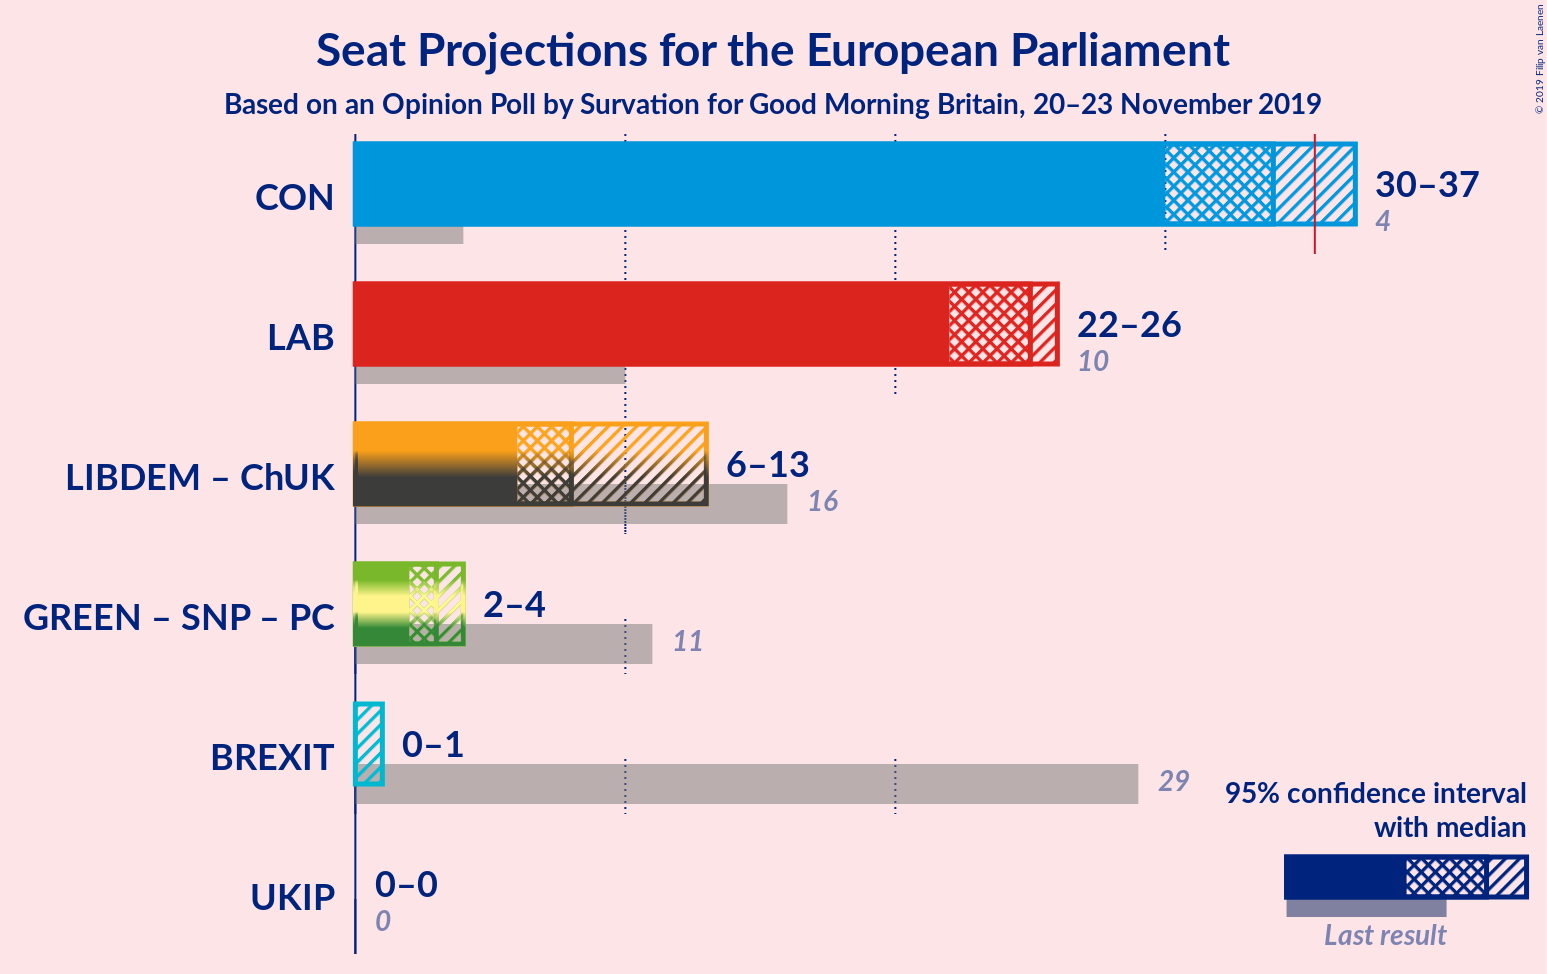 Seat Projections for the European Parliament
Based on an Opinion Poll by Survation for Good Morning Britain, 20–23 November 2019
© 2019 Filip van Laenen
CON
30–37
4
LAB
22–26
10
LIBDEM – ChUK
6–13
16
GREEN – SNP – PC
2–4
11
BREXIT
0–1
29
UKIP
0–0
0
95% confidence interval
with median
Last result